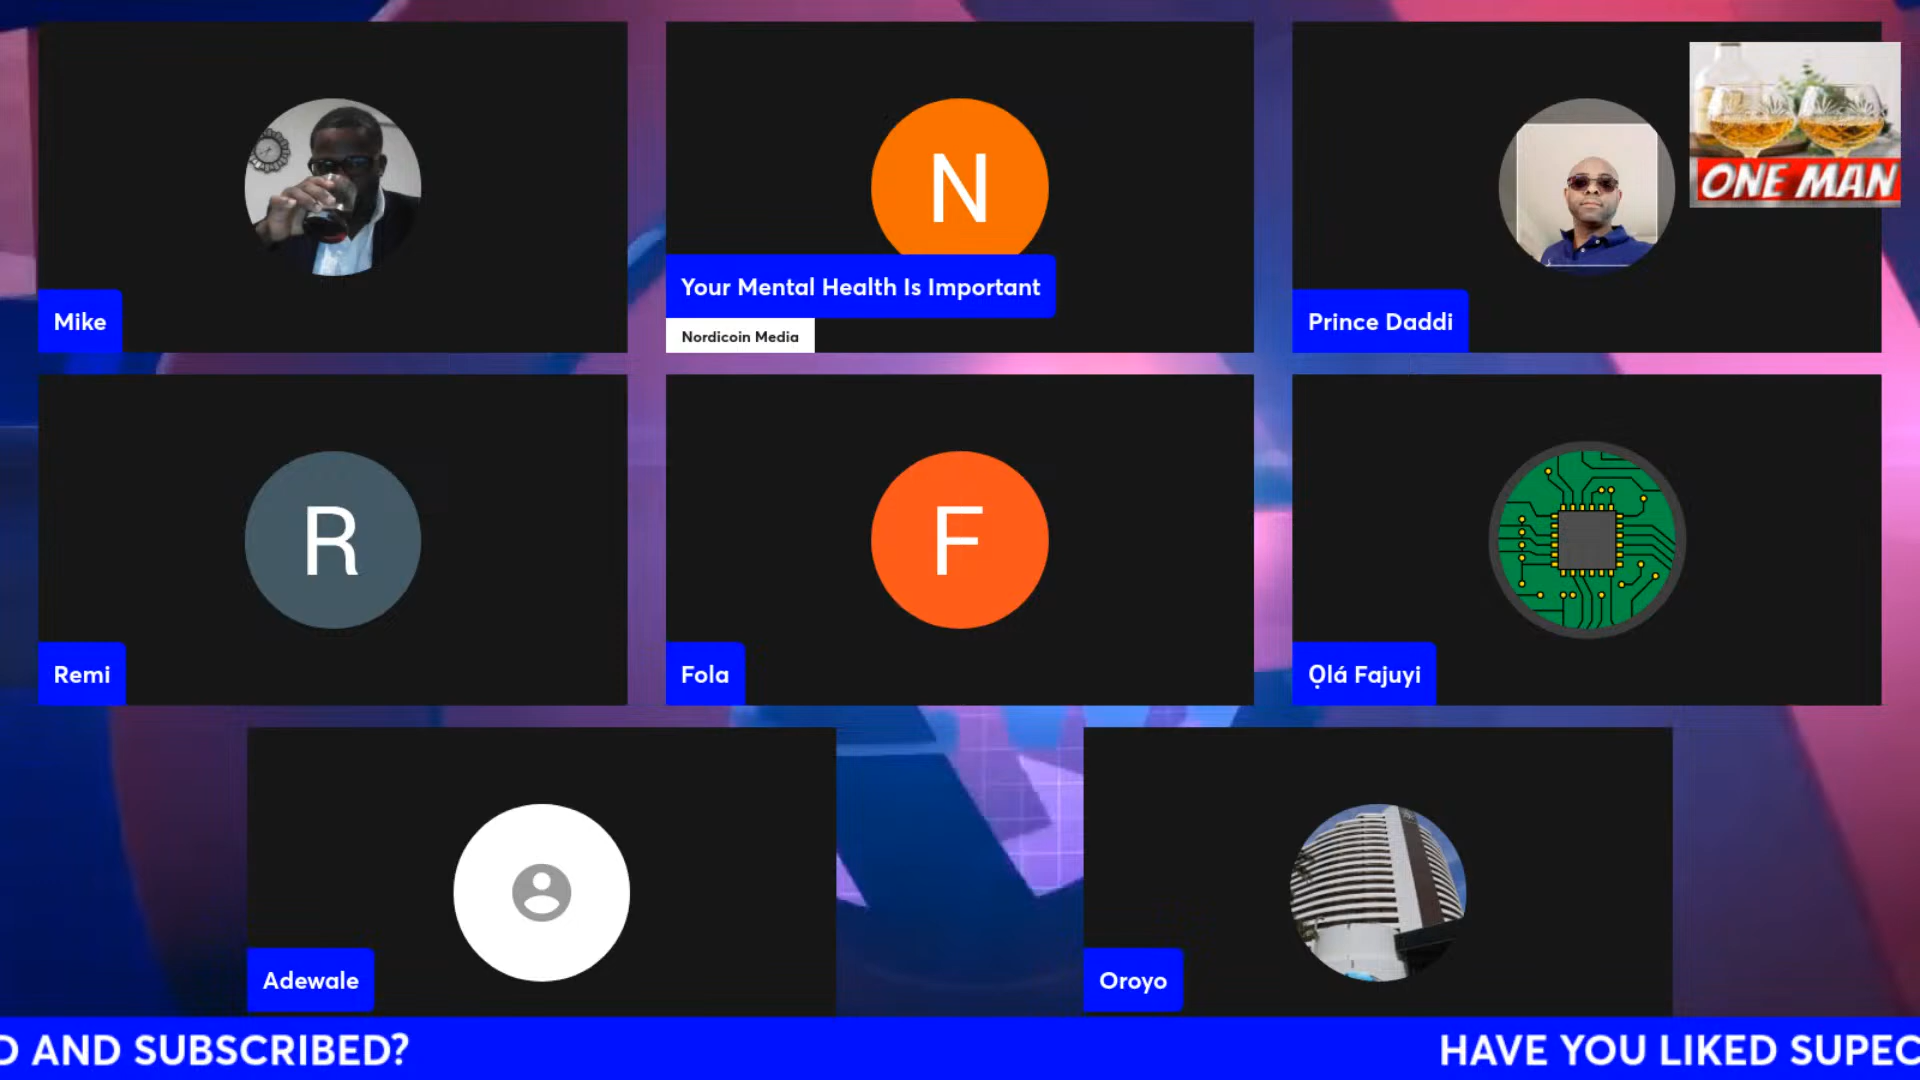 Mike
N
Your Mental Health Is Important
Nordicoin Media
Prince Daddi
ONE MAN
R
Remi
F
Fola
Ọlá Fajuyi
Adewale
Oroyo
AND SUBSCRIBED?
HAVE YOU LIKED